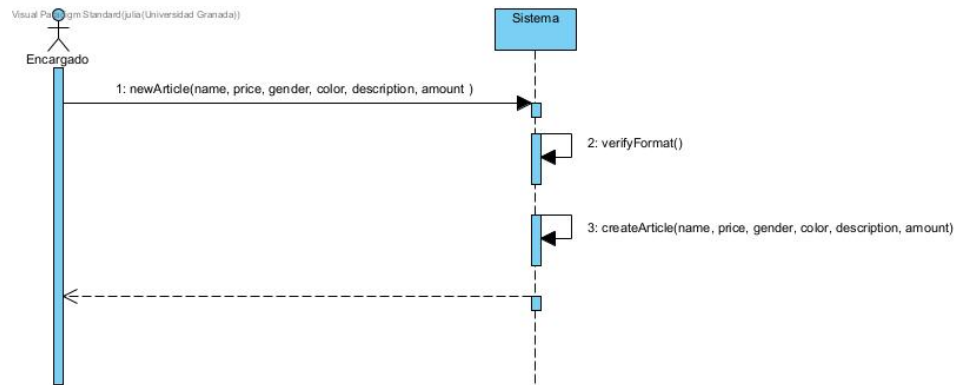 Visual Paradigm Standard(julia(Universidad Granada))
Sistema
Encargado
1: newArticle(name, price, gender, color, description, amount )
2: verifyFormat()
3: createArticle(name, price, gender, color, description, amount)